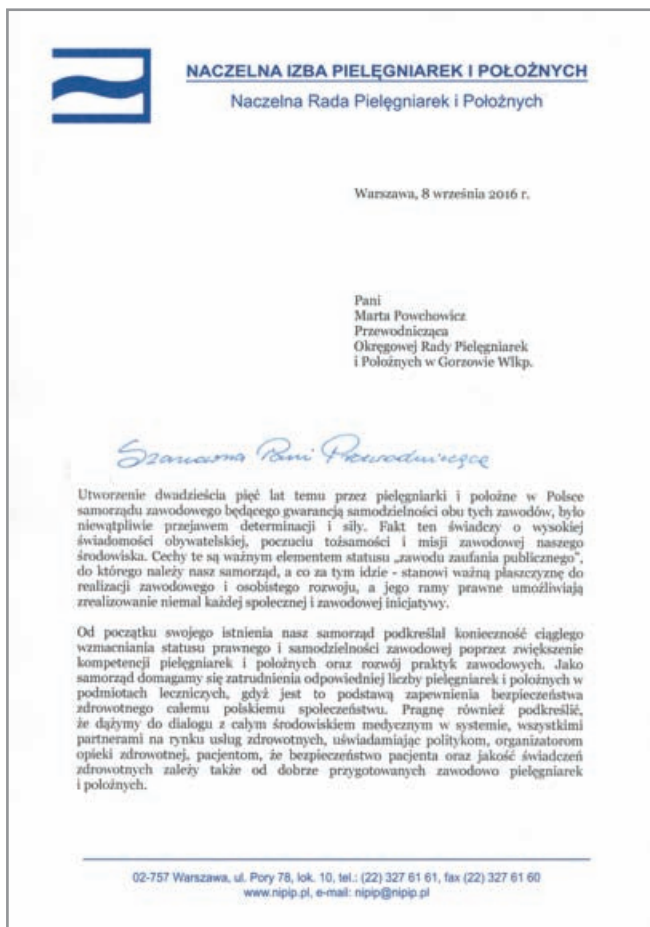 NACZELNA IZBA PIELĘGNIAREK I POŁOŻNYCH
Naczelna Rada Pielęgniarek i Położnych
Warszawa, 8 września 2016 r.
Pani
Marta Powchowicz
Przewodnicząca
Okręgowej Rady Pielęgniarek
i Położnych w Gorzowie Wlkp.
Szanowna Pani Przewodnicząca
Utworzenie dwadzieścia pięć lat temu przez pielęgniarki i położne w Polsce
samorządu zawodowego będącego gwarancją samodzielności obu tych zawodów, było
niewątpliwie przejawem determinacji i siły. Fakt ten świadczy o wysokiej
świadomości obywatelskiej, poczuciu tożsamości i misji zawodowej naszego
środowiska. Cechy te są ważnym elementem statusu „zawodu zaufania publicznego”,
do którego należy nasz samorząd, a co za tym idzie - stanowi ważną płaszczyznę do
realizacji zawodowego i osobistego rozwoju, a jego ramy prawne umożliwiają
zrealizowanie niemal każdej społecznej i zawodowej inicjatywy.
Od początku swojego istnienia nasz samorząd podkreślał konieczność ciągłego
wzmacniania statusu prawnego i samodzielności zawodowej poprzez zwiększenie
kompetencji pielęgniarek i położnych oraz rozwój praktyk zawodowych. Jako
samorząd domagamy się zatrudnienia odpowiedniej liczby pielęgniarek i położnych w
podmiotach leczniczych, gdyż jest to podstawą zapewnienia bezpieczeństwa
zdrowotnego całemu polskiemu społeczeństwu. Pragnę również podkreślić,
że dążymy do dialogu z całym środowiskiem medycznym w systemie, wszystkimi
partnerami na rynku usług zdrowotnych, uświadamiając politykom, organizatorom
opieki zdrowotnej, pacjentom, że bezpieczeństwo pacjenta oraz jakość świadczeń
zdrowotnych zależy także od dobrze przygotowanych zawodowo pielęgniarek
i położnych.
02-757 Warszawa, ul. Pory 78, lok. 10, tel.: (22) 327 61 61, fax (22) 327 61 60
www.nipip.pl, e-mail: nipip@nipip.pl